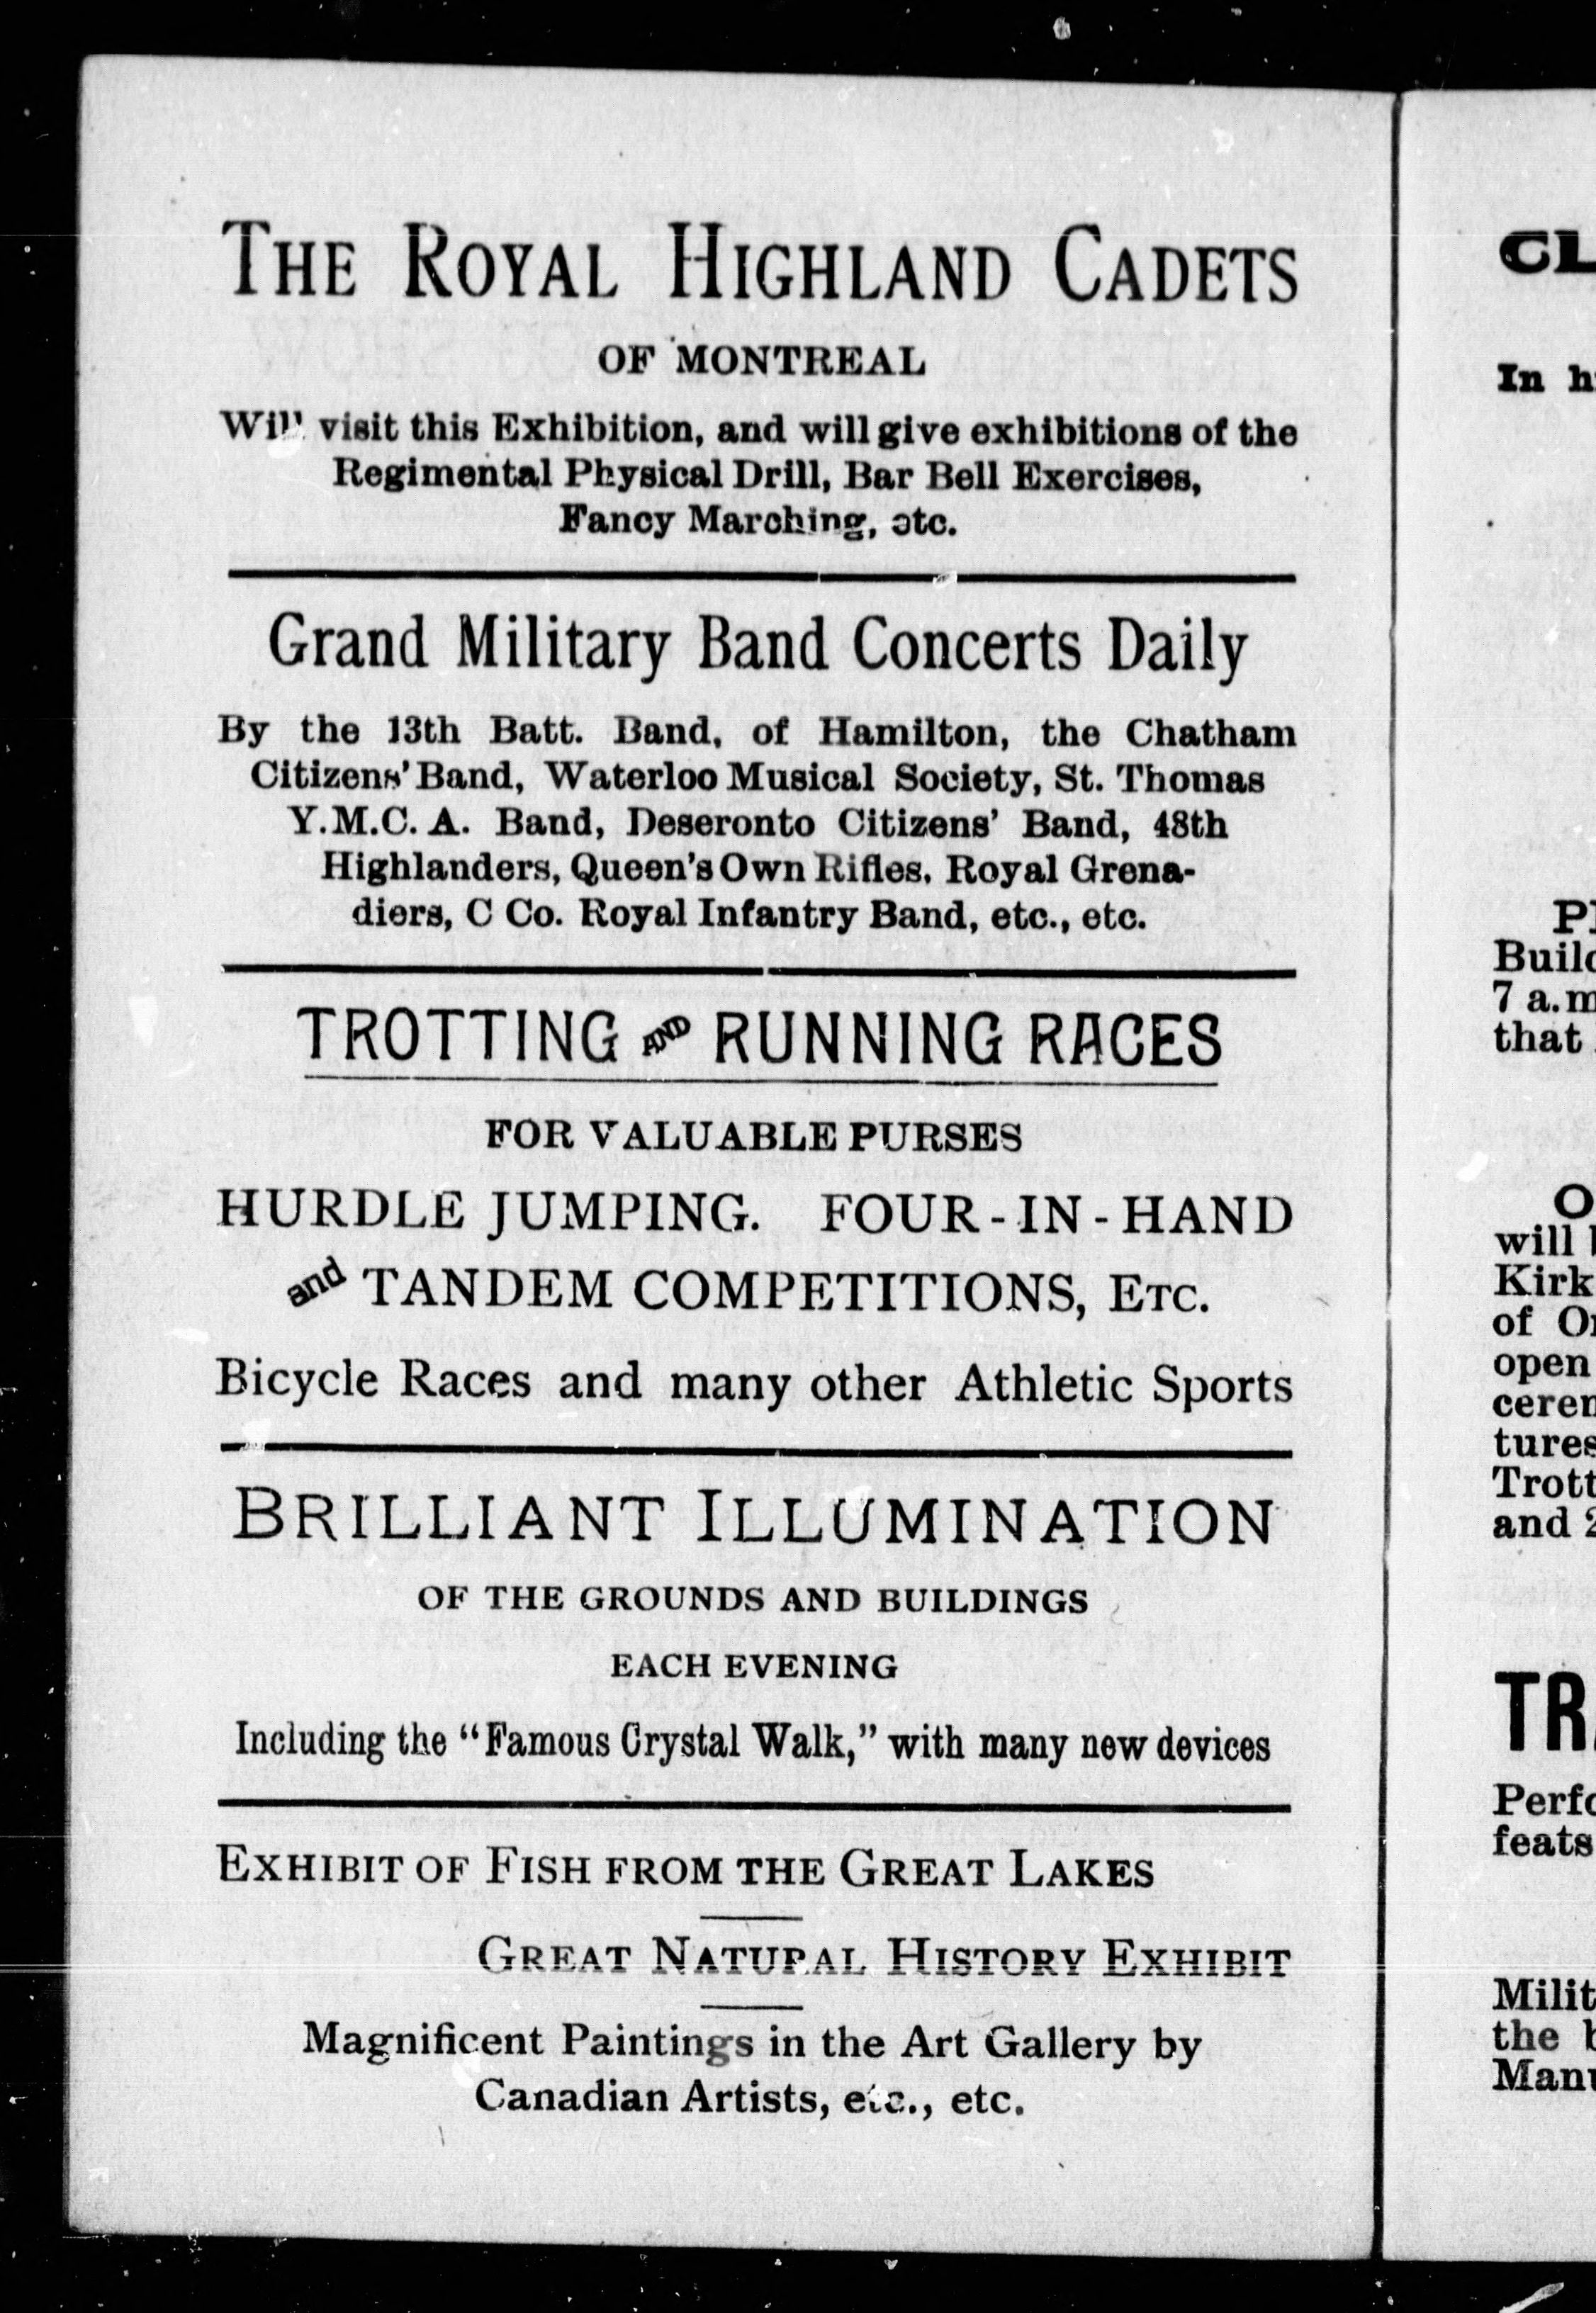 THE ROYAL HIGHLAND CADETS
OF MONTREAL
Will visit this Exhibition, and will give exhibitions of the
Regimental Physical Drill, Bar Bell Exercises,
Fancy Marching, etc.
Grand Military Band Concerts Daily
By the 13th Batt. Band, of Hamilton, the Chatham
Citizens' Band, Waterloo Musical Society, St. Thomas
Y.M.C.A. Band, Deseronto Citizens' Band, 48th
Highlanders, Queen's Own Rifles, Royal Grena-
diers, C Co. Royal Infantry Band, etc., etc.
TROTTING AND RUNNING RACES
FOR VALUABLE PURSES
HURDLE JUMPING. FOUR-IN-HAND
and TANDEM COMPETITIONS, ETC.
Bicycle Races and many other Athletic Sports
BRILLIANT ILLUMINATION
OF THE GROUNDS AND BUILDINGS
EACH EVENING
Including the "Famous Crystal Walk," with many new devices
EXHIBIT OF FISH FROM THE GREAT LAKES
GREAT NATURAL HISTORY EXHIBIT
Magnificent Paintings in the Art Gallery by
Canadian Artists, etc., etc.
CL
In
7 a.m
that
will
Kirk
of
open
tures
and
feats
the